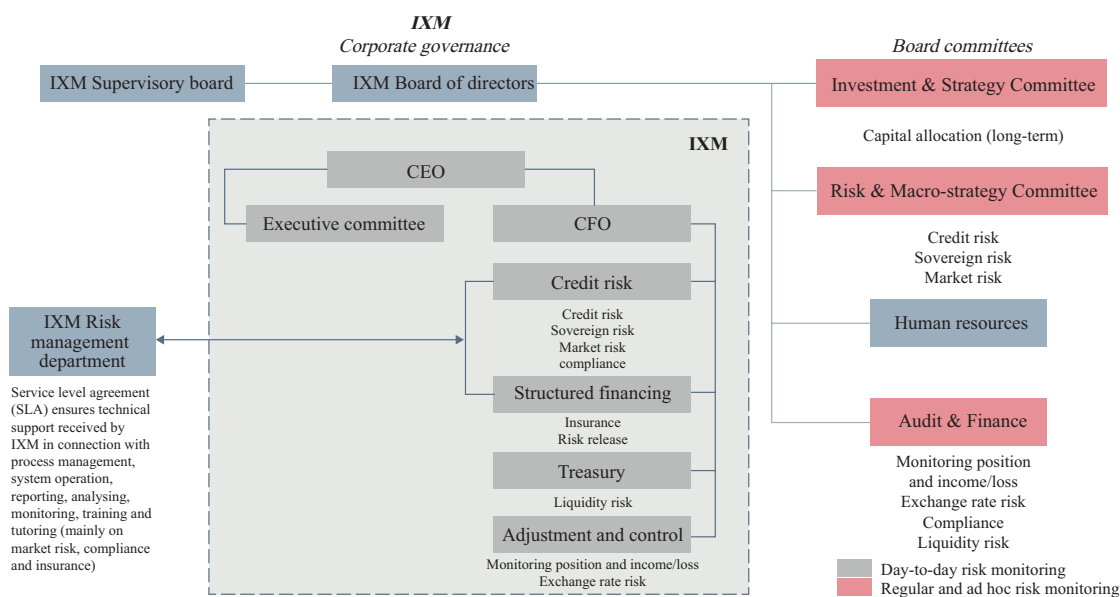 IXM
Corporate governance
Board committees
IXM Supervisory board
IXM Board of directors
Investment & Strategy Committee
Capital allocation (long-term)
IXM
CEO
Executive committee
CFO
Risk & Macro-strategy Committee
Credit risk
Sovereign risk
Market risk
Credit risk
Credit risk
Sovereign risk
Market risk
compliance
IXM Risk
management
department
Service level agreement
(SLA) ensures technical
support received by
IXM in connection with
process management,
system operation,
reporting, analysing,
monitoring, training and
tutoring (mainly on
market risk, compliance
and insurance)
Human resources
Structured financing
Insurance
Risk release
Treasury
Liquidity risk
Adjustment and control
Monitoring position and income/loss
Exchange rate risk
Audit & Finance
Monitoring position
and income/loss
Exchange rate risk
Compliance
Liquidity risk
Day-to-day risk monitoring
Regular and ad hoc risk monitoring